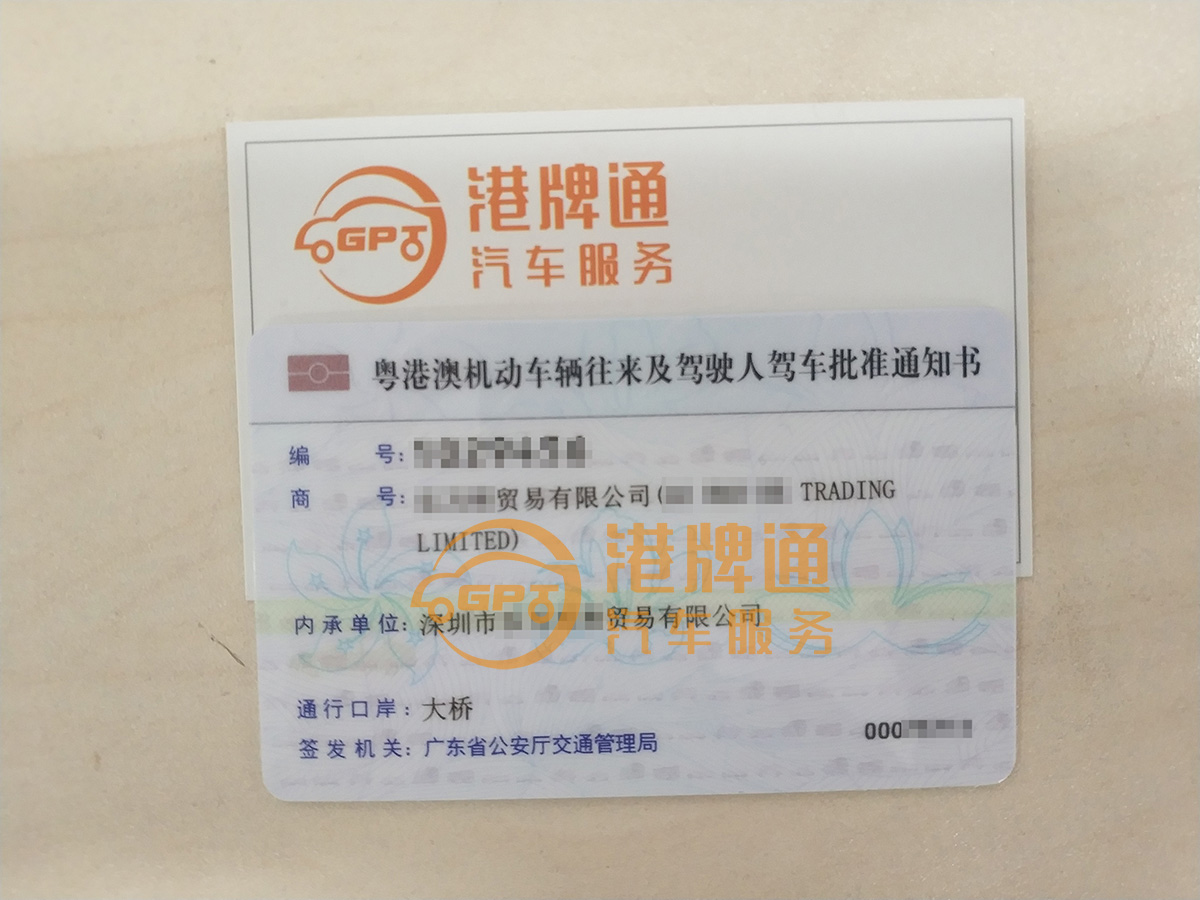 GPT
港牌通
汽车服务
粤港澳机动车辆往来及驾驶人驾车批准通知书
编 号:
商 号: 贸易有限公司( TRADING
LIMITED)
GPT 港牌通
汽车服务
内承单位: 深圳市 贸易有限公司
通行口岸: 大桥
签发机关: 广东省公安厅交通管理局
000